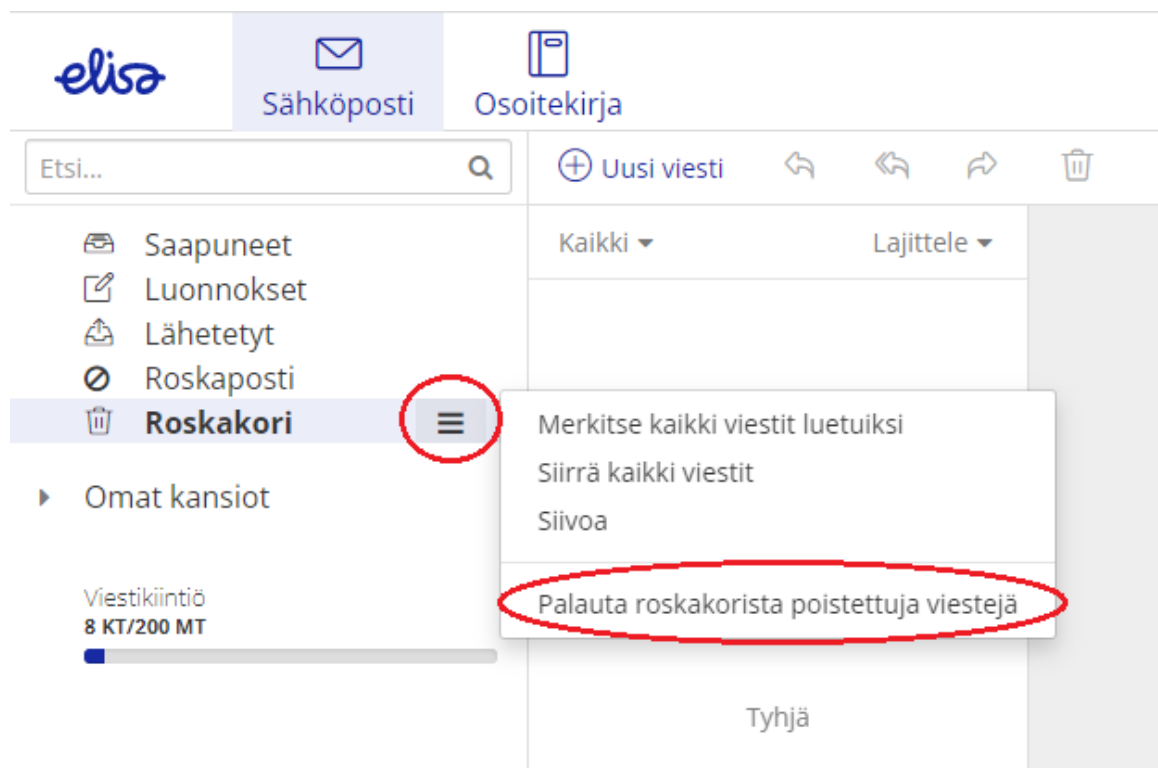 elisa
Sähköposti
Osoitekirja
Etsi...
Uusi viesti
Kaikki
Lajittele
Saapuneet
Luonnokset
Lähetetyt
Roskaposti
Roskakori
Merkitse kaikki viestit luetuiksi
Siirrä kaikki viestit
Siivoa
Palauta roskakorista poistettuja viestejä
Omat kansiot
Viestikiintiö
8 KT/200 MT
Tyhjä